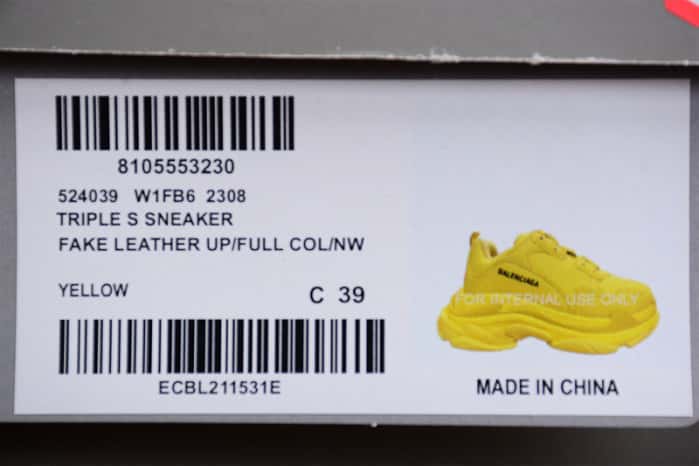 8105553230
524039 W1FB6 2308
TRIPLE S SNEAKER
FAKE LEATHER UP/FULL COL/NW
YELLOW
C 39
ECBL211531E
BALENCIAGA
FOR INTERNAL USE ONLY
MADE IN CHINA